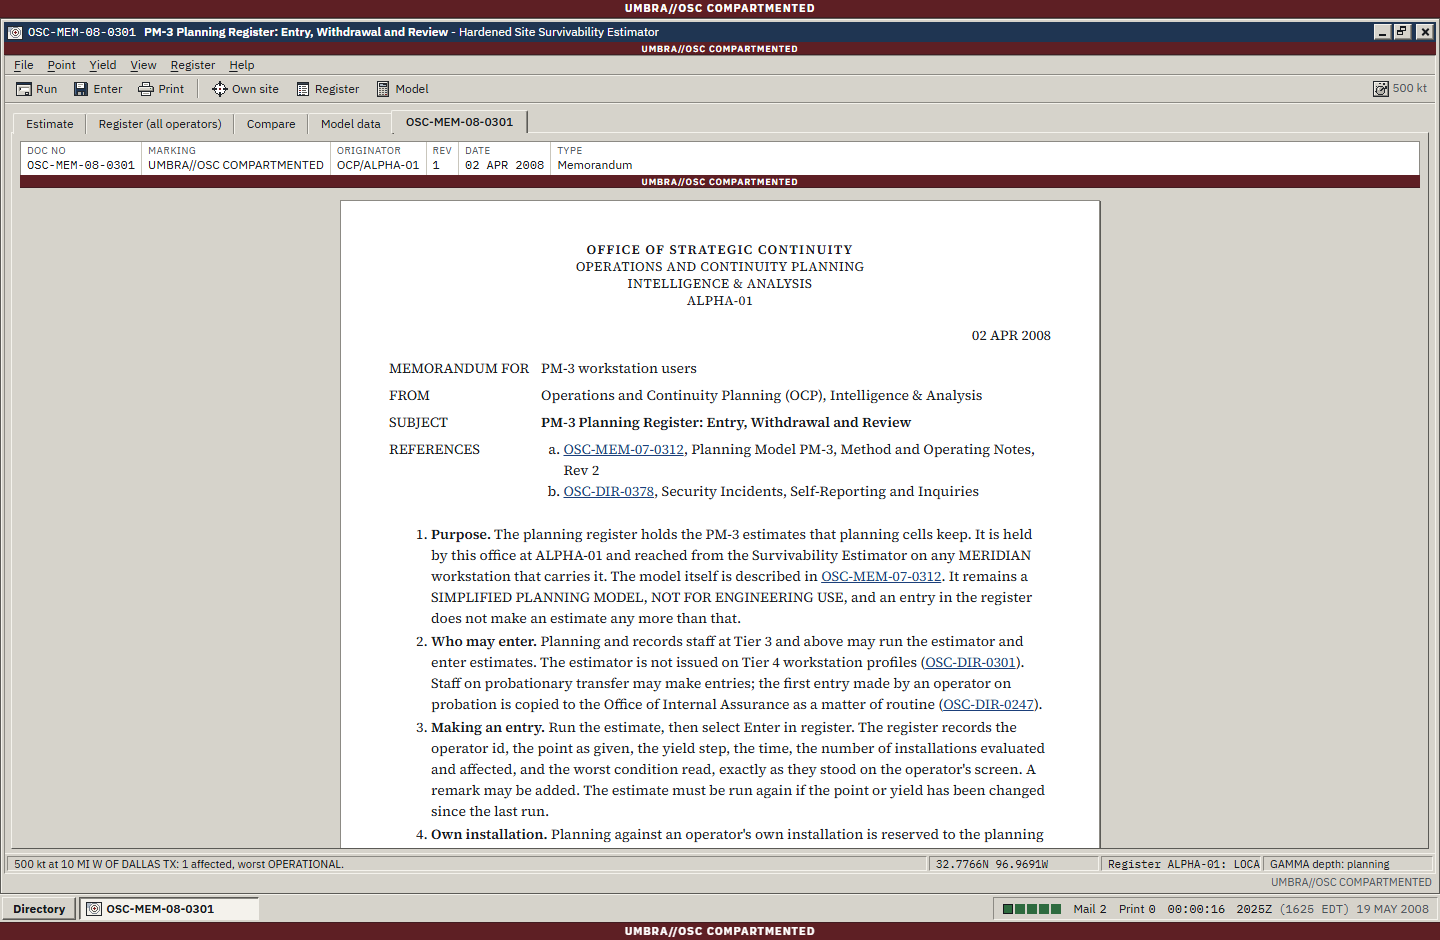 UMBRA//OSC COMPARTMENTED
OSC-MEM-08-0301 PM-3 Planning Register: Entry, Withdrawal and Review - Hardened Site Survivability Estimator
UMBRA//OSC COMPARTMENTED
File Point Yield View Register Help
Run Enter Print Own site Register Model 500 kt
Estimate Register (all operators) Compare Model data OSC-MEM-08-0301
DOC NO MARKING ORIGINATOR REV DATE TYPE
OSC-MEM-08-0301 UMBRA//OSC COMPARTMENTED OCP/ALPHA-01 1 02 APR 2008 Memorandum
UMBRA//OSC COMPARTMENTED
OFFICE OF STRATEGIC CONTINUITY
OPERATIONS AND CONTINUITY PLANNING
INTELLIGENCE & ANALYSIS
ALPHA-01
02 APR 2008
MEMORANDUM FOR PM-3 workstation users
FROM Operations and Continuity Planning (OCP), Intelligence & Analysis
SUBJECT PM-3 Planning Register: Entry, Withdrawal and Review
REFERENCES a. OSC-MEM-07-0312, Planning Model PM-3, Method and Operating Notes,
Rev 2
b. OSC-DIR-0378, Security Incidents, Self-Reporting and Inquiries
1. Purpose. The planning register holds the PM-3 estimates that planning cells keep. It is held
by this office at ALPHA-01 and reached from the Survivability Estimator on any MERIDIAN
workstation that carries it. The model itself is described in OSC-MEM-07-0312. It remains a
SIMPLIFIED PLANNING MODEL, NOT FOR ENGINEERING USE, and an entry in the register
does not make an estimate any more than that.
2. Who may enter. Planning and records staff at Tier 3 and above may run the estimator and
enter estimates. The estimator is not issued on Tier 4 workstation profiles (OSC-DIR-0301).
Staff on probationary transfer may make entries; the first entry made by an operator on
probation is copied to the Office of Internal Assurance as a matter of routine (OSC-DIR-0247).
3. Making an entry. Run the estimate, then select Enter in register. The register records the
operator id, the point as given, the yield step, the time, the number of installations evaluated
and affected, and the worst condition read, exactly as they stood on the operator's screen. A
remark may be added. The estimate must be run again if the point or yield has been changed
since the last run.
4. Own installation. Planning against an operator's own installation is reserved to the planning
500 kt at 10 MI W OF DALLAS TX: 1 affected, worst OPERATIONAL. 32.7766N 96.9691W Register ALPHA-01: LOCA GAMMA depth: planning
UMBRA//OSC COMPARTMENTED
Directory OSC-MEM-08-0301 Mail 2 Print 0 00:00:16 2025Z (1625 EDT) 19 MAY 2008
UMBRA//OSC COMPARTMENTED